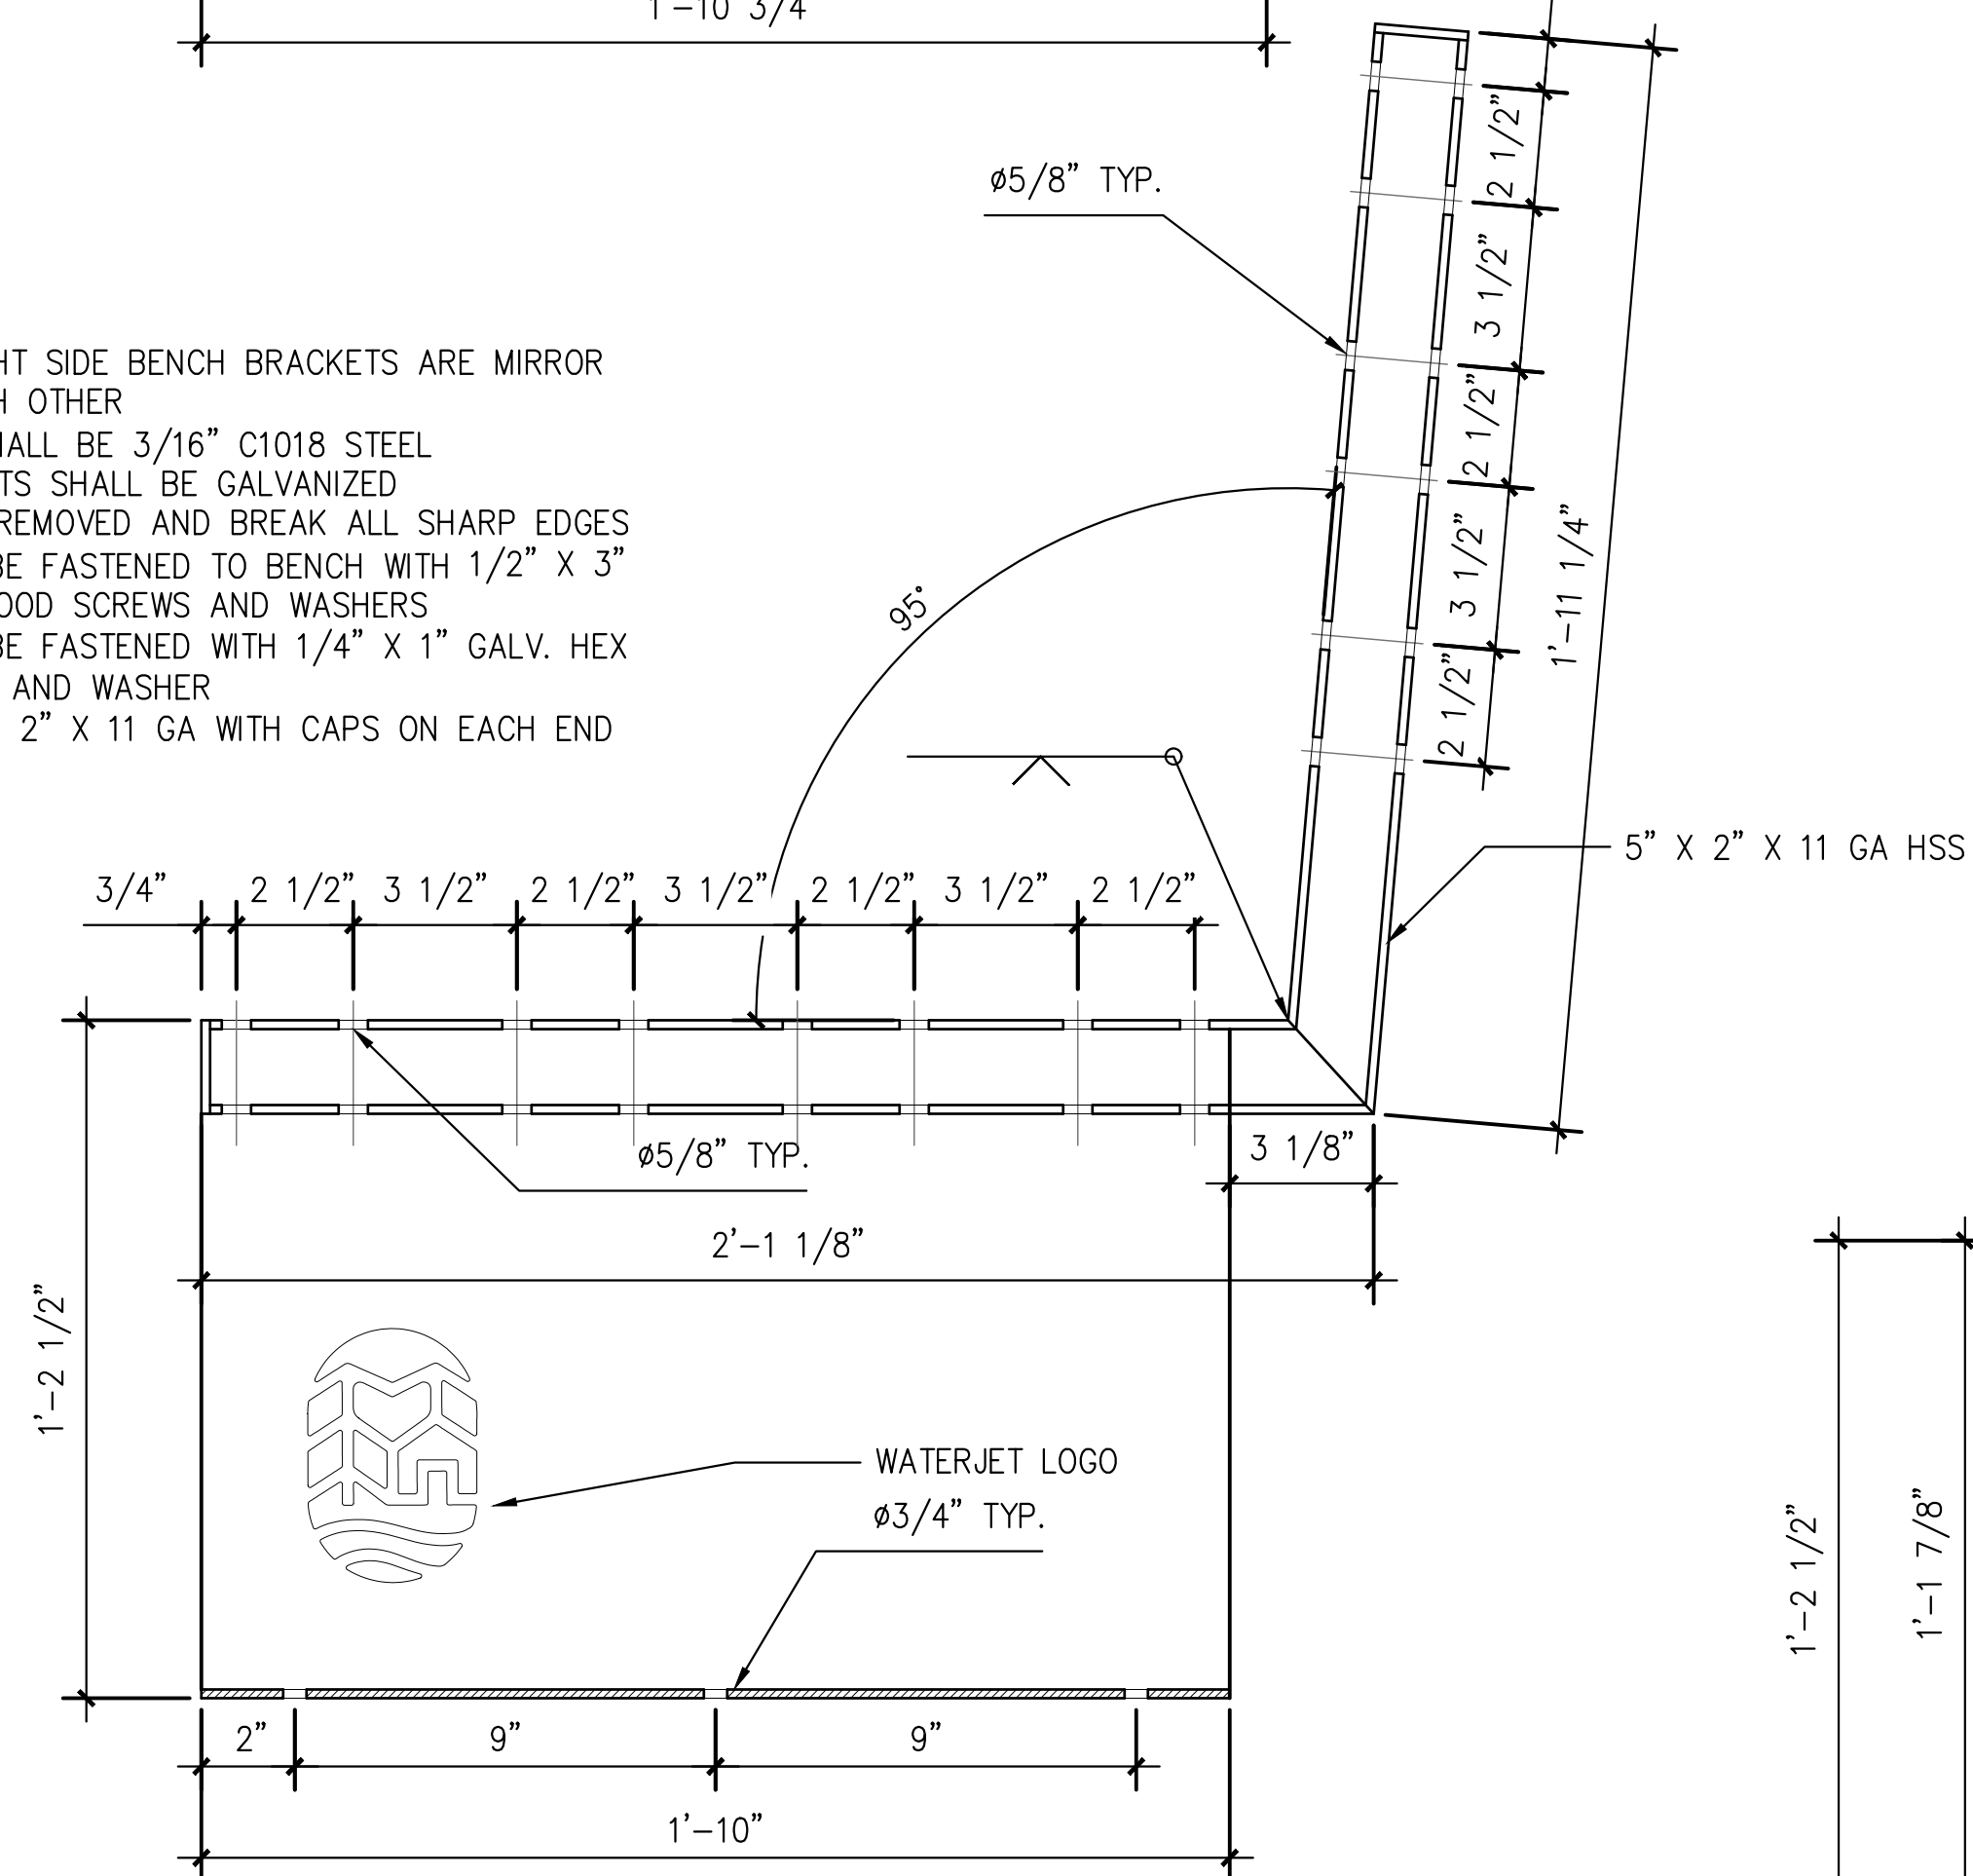 1'-10 3/4
ø5/8” TYP.
2 1/2”
3 1/2”
2 1/2”
3 1/2”
2 1/2”
1'-11 1/4”
SIDE BENCH BRACKETS ARE MIRROR
OTHER
BE 3/16” C1018 STEEL
SHALL BE GALVANIZED
REMOVED AND BREAK ALL SHARP EDGES
BE FASTENED TO BENCH WITH 1/2” X 3”
SCREWS AND WASHERS
BE FASTENED WITH 1/4” X 1” GALV. HEX
AND WASHER
2” X 11 GA WITH CAPS ON EACH END
95°
5” X 2” X 11 GA HSS
3/4” 2 1/2” 3 1/2” 2 1/2” 3 1/2” 2 1/2” 3 1/2” 2 1/2”
ø5/8” TYP.
3 1/8”
2'-1 1/8”
1'-2 1/2”
WATERJET LOGO
ø3/4” TYP.
1'-2 1/2”
1'-1 7/8”
2” 9” 9”
1'-10”